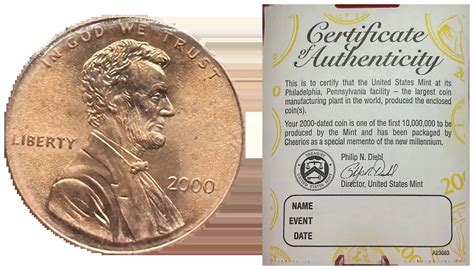 IN GOD WE TRUST
LIBERTY
2000
Certificate
of Authenticity
This is to certify that the United States Mint at its
Philadelphia, Pennsylvania facility – the largest coin
manufacturing plant in the world, produced the enclosed
coin(s).
Your 2000-dated coin is one of the first 10,000,000 to be
produced by the Mint and has been packaged by
Cheerios as a special memento of the new millennium.
Philip N. Diehl
Director, United States Mint
NAME
EVENT
DATE
A23683